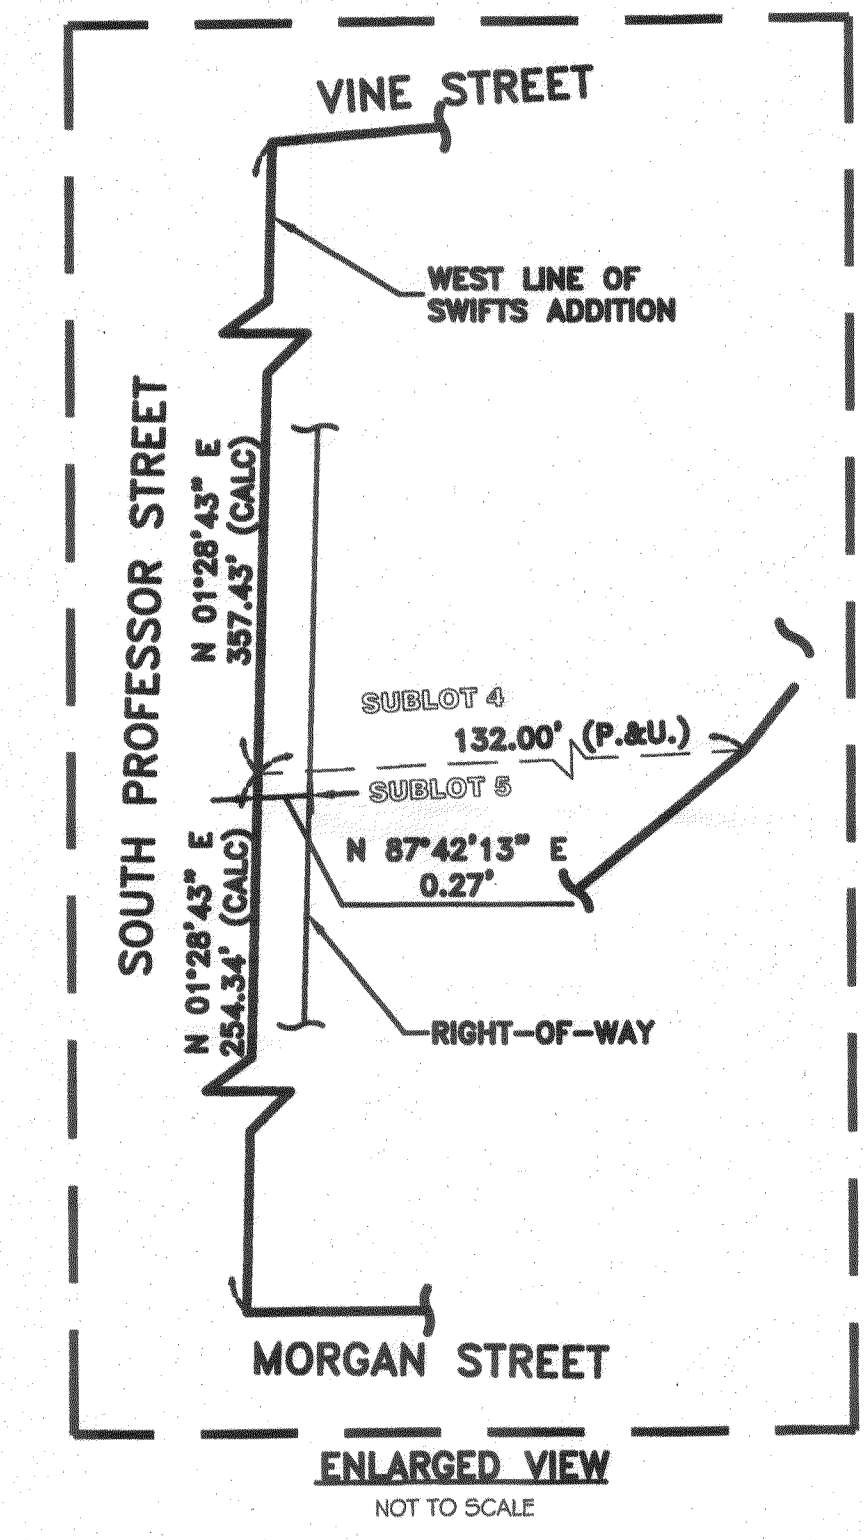 VINE STREET
WEST LINE OF
SWIFTS ADDITION
SOUTH PROFESSOR STREET
N 01°28'43" E
357.43' (CALC)
SUBLOT 4
132.00' (P.&U.)
SUBLOT 5
N 87°42'13" E
0.27'
N 01°28'43" E
254.34' (CALC)
RIGHT-OF-WAY
MORGAN STREET
ENLARGED VIEW
NOT TO SCALE